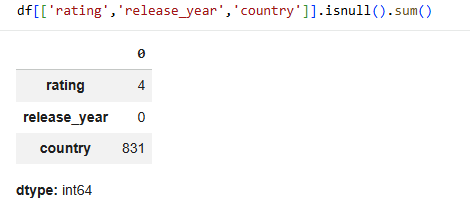 df[['rating','release_year','country']].isnull().sum()
0
rating 4
release_year 0
country 831
dtype: int64